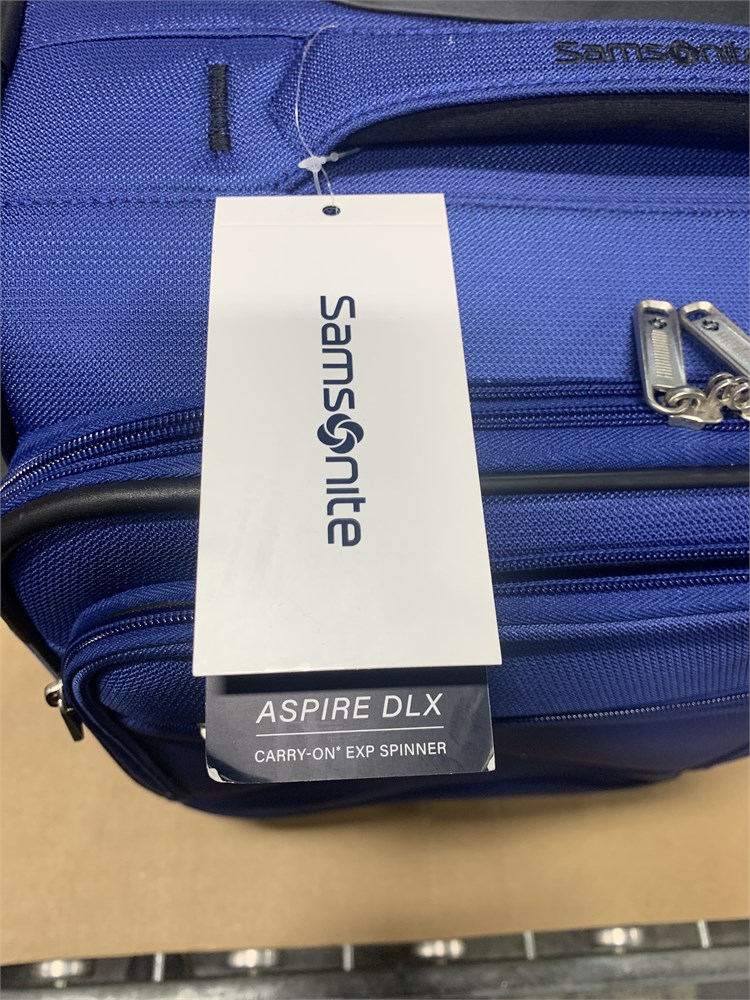 Samsonite
Samsonite
ASPIRE DLX
CARRY-ON* EXP SPINNER